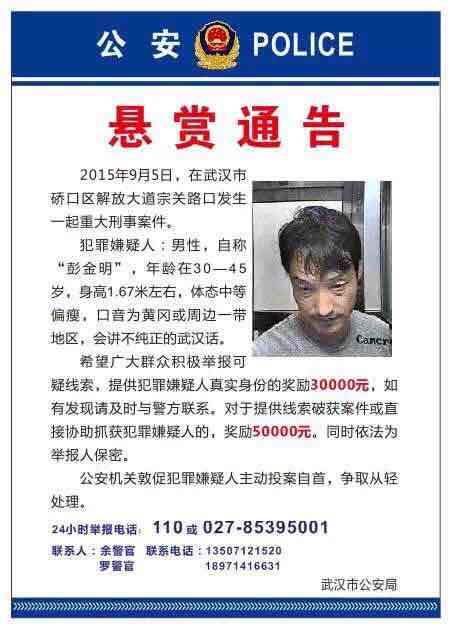 公 安 POLICE
悬赏通告
2015年9月5日，在武汉市
硚口区解放大道宗关路口发生
一起重大刑事案件。
犯罪嫌疑人：男性，自称
“彭金明”，年龄在30—45
岁，身高1.67米左右，体态中等
偏瘦，口音为黄冈或周边一带
地区，会讲不纯正的武汉话。
希望广大群众积极举报可
疑线索，提供犯罪嫌疑人真实身份的奖励30000元，如
有发现请及时与警方联系。对于提供线索破获案件或直
接协助抓获犯罪嫌疑人的，奖励50000元。同时依法为
举报人保密。
公安机关敦促犯罪嫌疑人主动投案自首，争取从轻
处理。
24小时举报电话：110 或 027-85395001
联系人：余警官 联系电话：13507121520
罗警官 18971416631
武汉市公安局
Camer